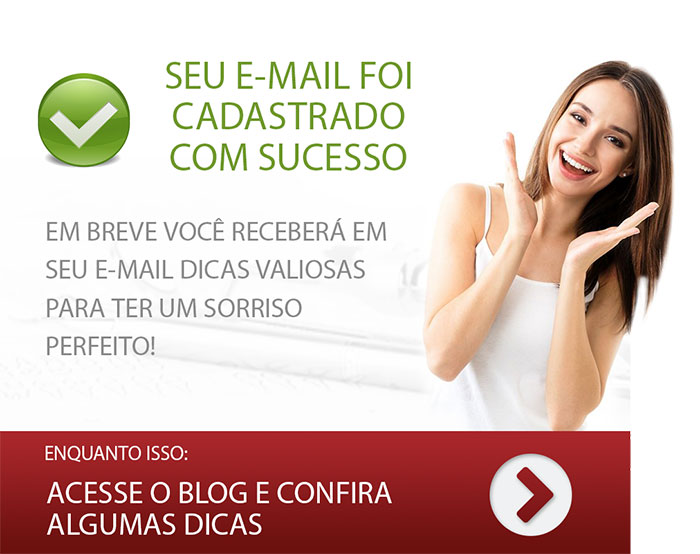 SEU E-MAIL FOI
CADASTRADO
COM SUCESSO
EM BREVE VOCÊ RECEBERÁ EM
SEU E-MAIL DICAS VALIOSAS
PARA TER UM SORRISO
PERFEITO!
ENQUANTO ISSO:
ACESSE O BLOG E CONFIRA
ALGUMAS DICAS